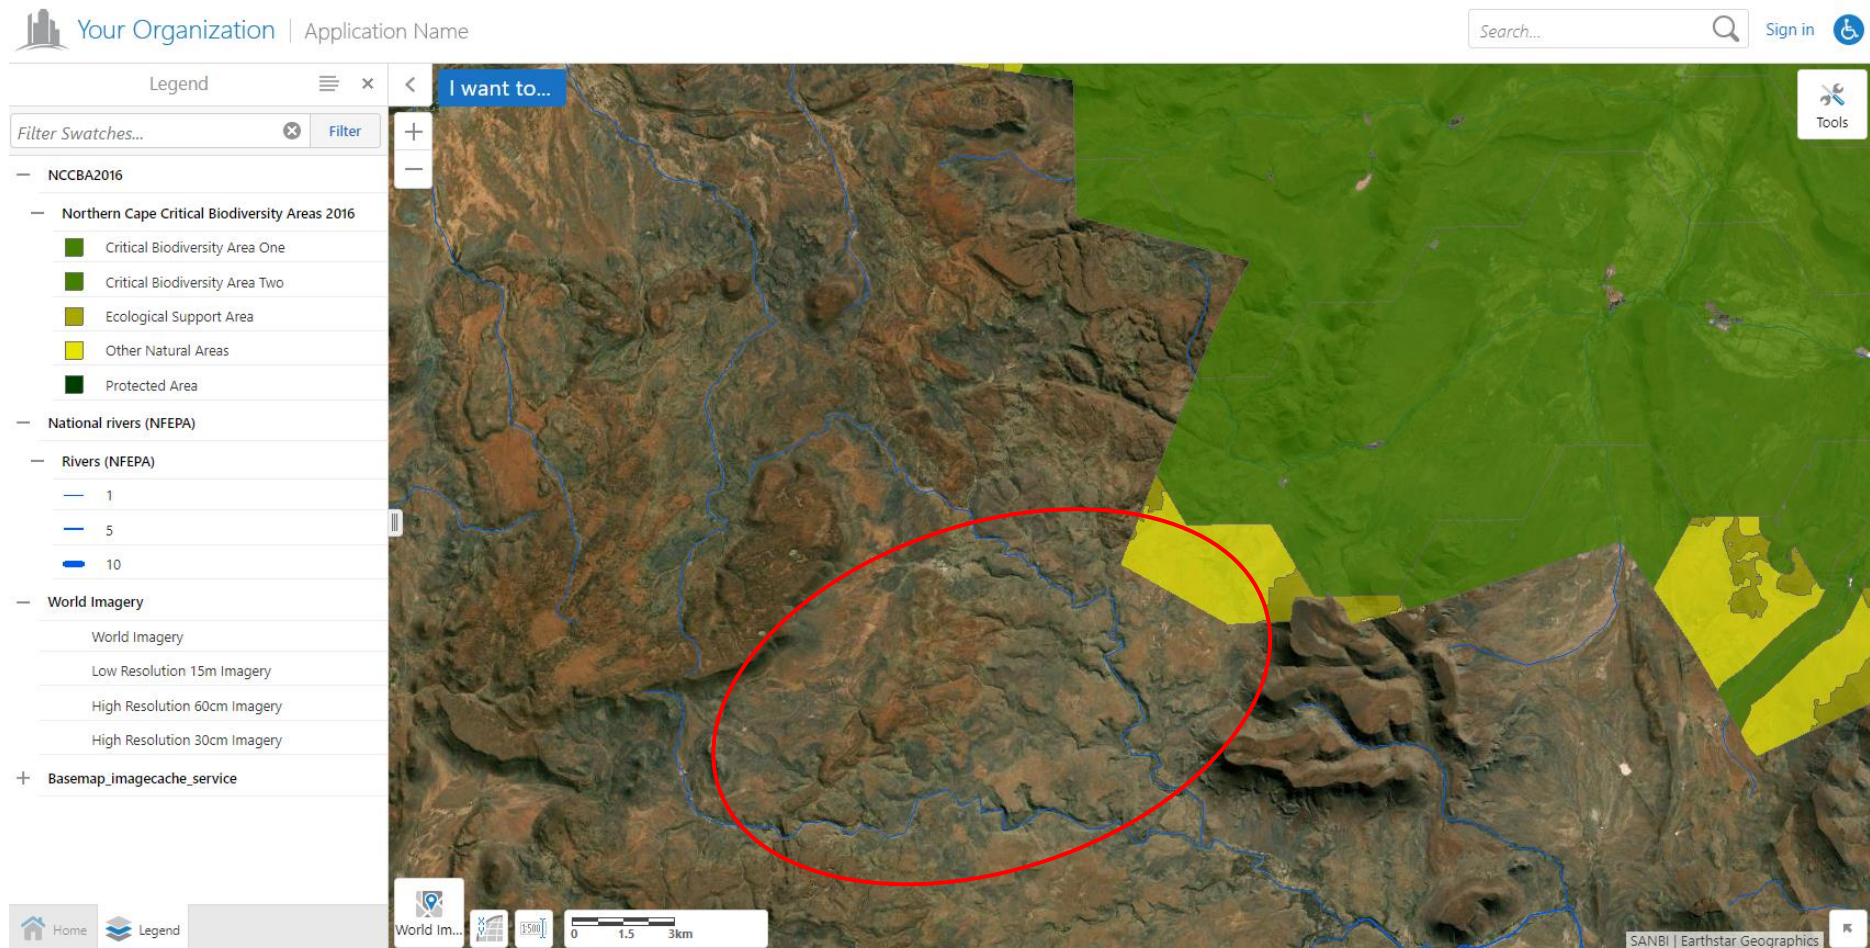 Your Organization | Application Name
Search...
Sign in
Legend
I want to...
Tools
Filter Swatches...
Filter
NCCBA2016
Northern Cape Critical Biodiversity Areas 2016
Critical Biodiversity Area One
Critical Biodiversity Area Two
Ecological Support Area
Other Natural Areas
Protected Area
National rivers (NFEPA)
Rivers (NFEPA)
1
5
10
World Imagery
World Imagery
Low Resolution 15m Imagery
High Resolution 60cm Imagery
High Resolution 30cm Imagery
Basemap_imagecache_service
Home
Legend
World Im...
1:500
0 1.5 3km
SANBI | Earthstar Geographics